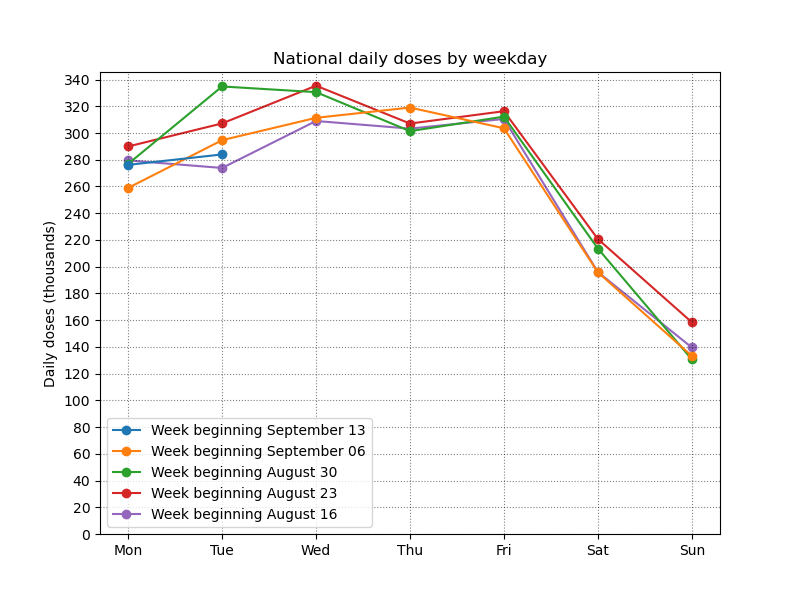 National daily doses by weekday
Daily doses (thousands)
340
320
300
280
260
240
220
200
180
160
140
120
100
80
60
40
20
0
Week beginning September 13
Week beginning September 06
Week beginning August 30
Week beginning August 23
Week beginning August 16
Mon Tue Wed Thu Fri Sat Sun